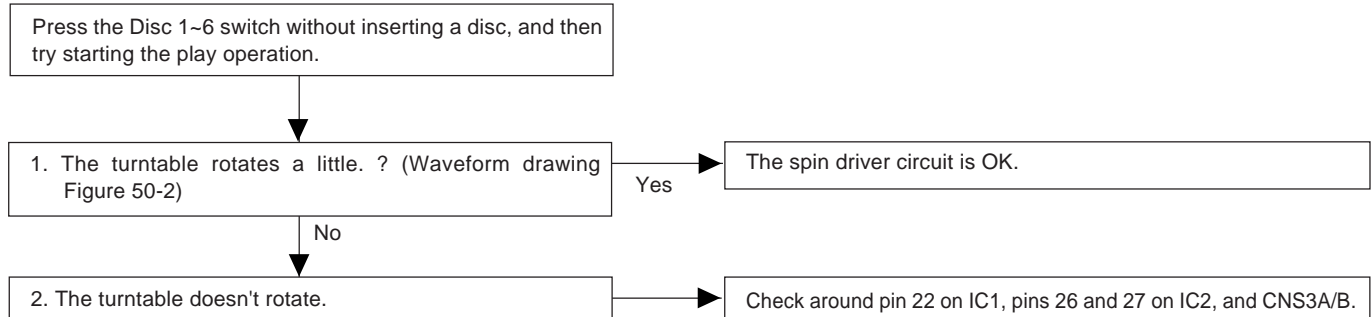 Press the Disc 1~6 switch without inserting a disc, and then
try starting the play operation.
1. The turntable rotates a little. ? (Waveform drawing
Figure 50-2)
Yes
The spin driver circuit is OK.
No
2. The turntable doesn't rotate.
Check around pin 22 on IC1, pins 26 and 27 on IC2, and CNS3A/B.